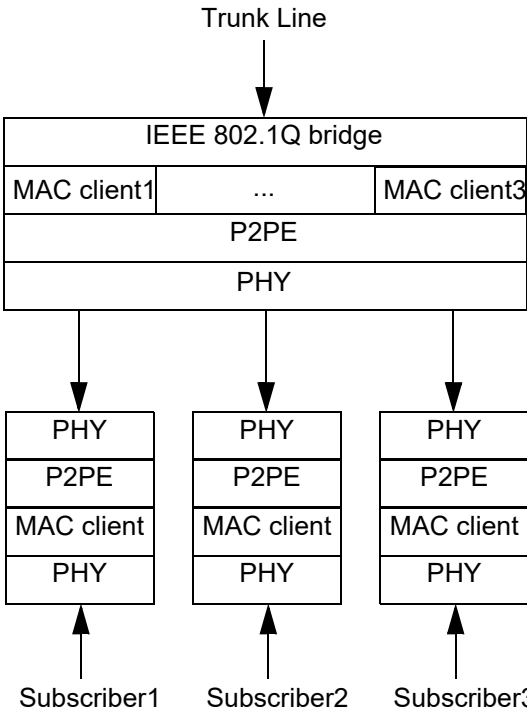 Trunk Line
IEEE 802.1Q bridge
MAC client1 ... MAC client3
P2PE
PHY
PHY PHY PHY
P2PE P2PE P2PE
MAC client MAC client MAC client
PHY PHY PHY
Subscriber1 Subscriber2 Subscriber3